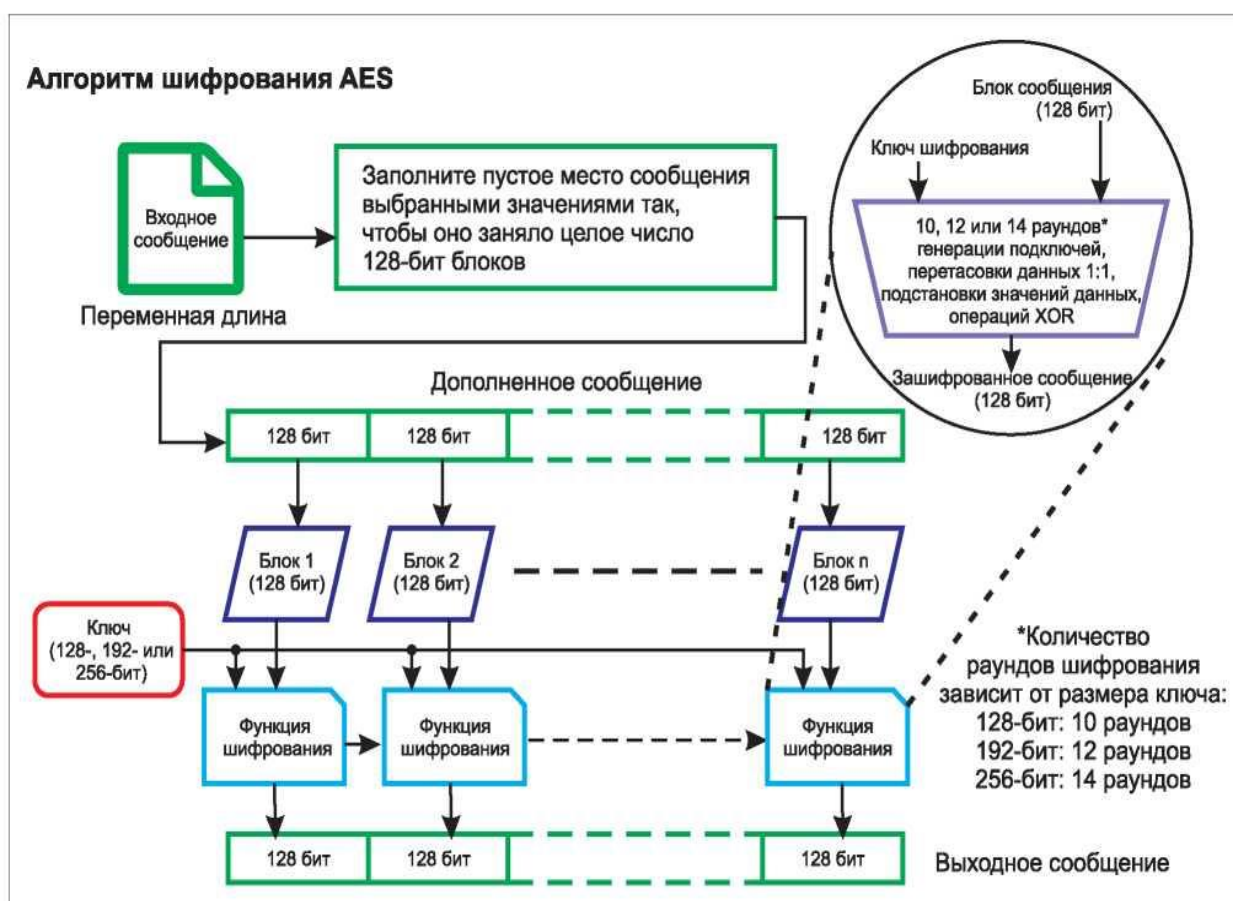 Алгоритм шифрования AES
Входное
сообщение
Переменная длина
Заполните пустое место сообщения
выбранными значениями так,
чтобы оно заняло целое число
128-бит блоков
Блок сообщения
(128 бит)
Ключ шифрования
10, 12 или 14 раундов*
генерации подключей,
перетасовки данных 1:1,
подстановки значений данных,
операций XOR
Зашифрованное сообщение
(128 бит)
Дополненное сообщение
128 бит
128 бит
128 бит
Блок 1
(128 бит)
Блок 2
(128 бит)
Блок n
(128 бит)
Ключ
(128-, 192- или
256-бит)
Функция
шифрования
Функция
шифрования
Функция
шифрования
*Количество
раундов шифрования
зависит от размера ключа:
128-бит: 10 раундов
192-бит: 12 раундов
256-бит: 14 раундов
128 бит
128 бит
128 бит
Выходное сообщение